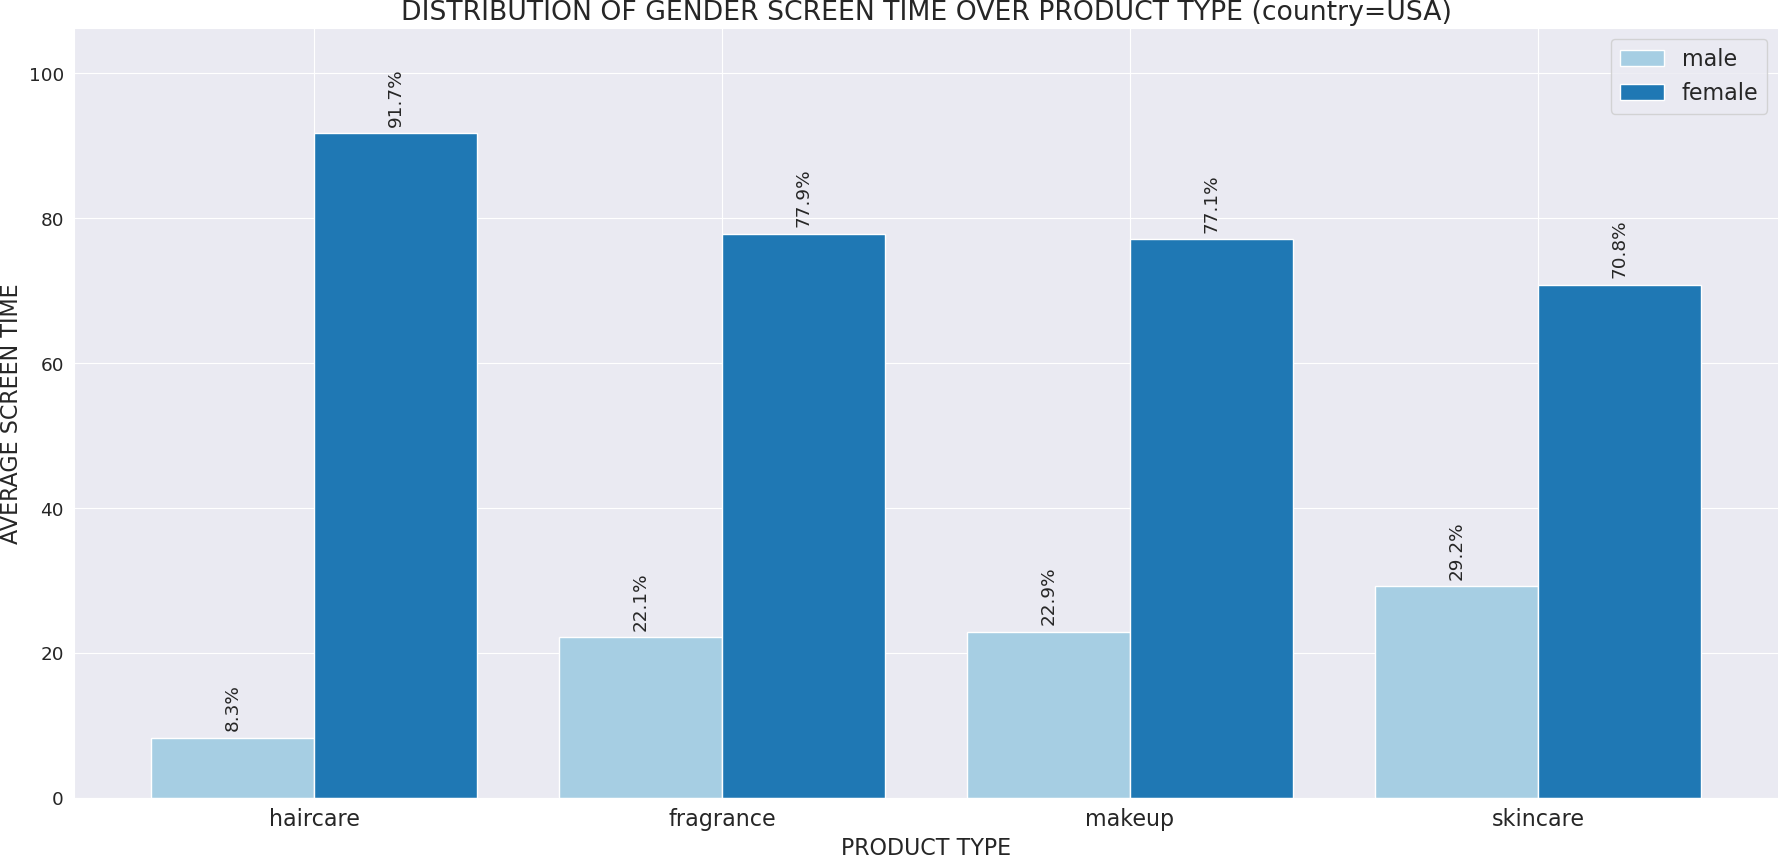 DISTRIBUTION OF GENDER SCREEN TIME OVER PRODUCT TYPE (country=USA)
male
female
AVERAGE SCREEN TIME
100
80
60
40
20
0
8.3%
91.7%
22.1%
77.9%
22.9%
77.1%
29.2%
70.8%
haircare
fragrance
makeup
skincare
PRODUCT TYPE